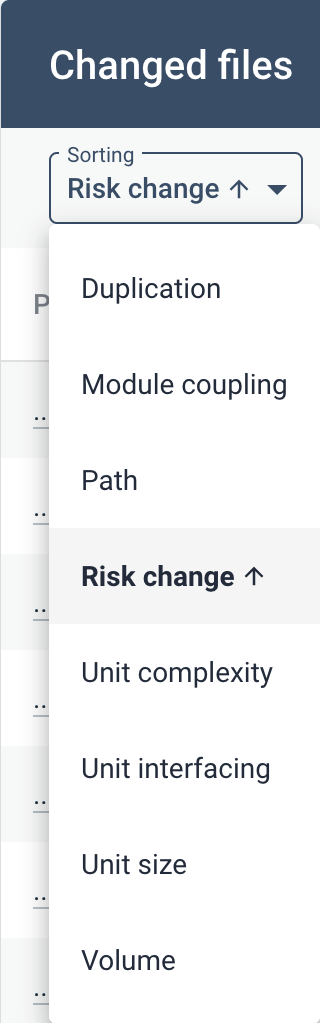 Changed files
Sorting
Risk change ↑
P
Duplication
Module coupling
..
Path
..
Risk change ↑
..
Unit complexity
..
Unit interfacing
..
Unit size
..
Volume
..